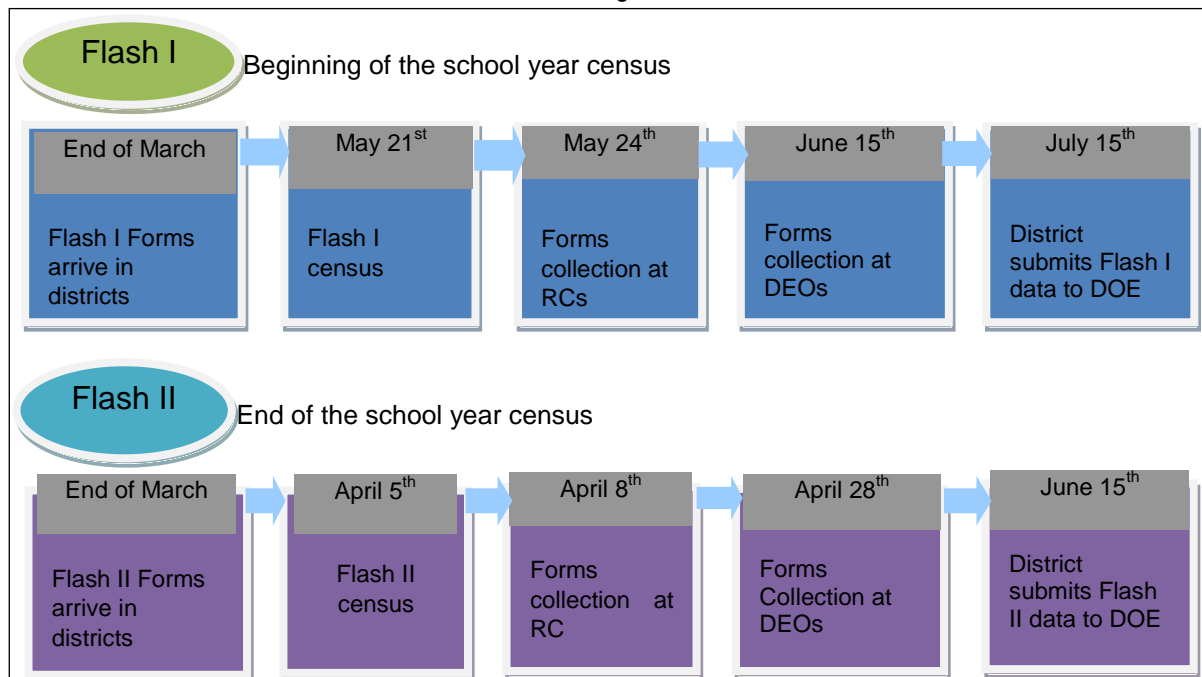 Flash I
Beginning of the school year census
End of March
May 21st
May 24th
June 15th
July 15th
Flash I Forms
arrive in
districts
Flash I
census
Forms
collection at
RCs
Forms
collection at
DEOs
District
submits Flash I
data to DOE
Flash II
End of the school year census
End of March
April 5th
April 8th
April 28th
June 15th
Flash II Forms
arrive in
districts
Flash II
census
Forms
collection at
RC
Forms
Collection at
DEOs
District
submits Flash
II data to DOE